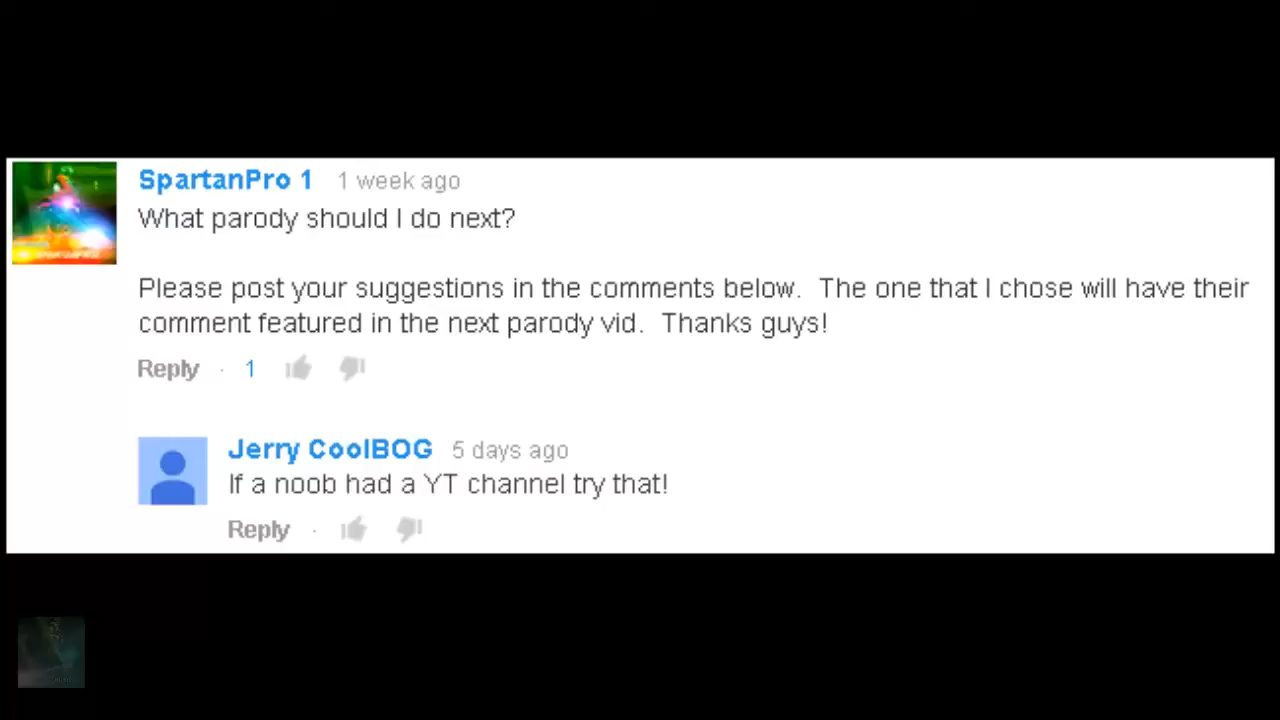 SpartanPro 1 1 week ago
What parody should I do next?
Please post your suggestions in the comments below. The one that I chose will have their
comment featured in the next parody vid. Thanks guys!
Reply · 1
Jerry CoolBOG 5 days ago
If a noob had a YT channel try that!
Reply ·